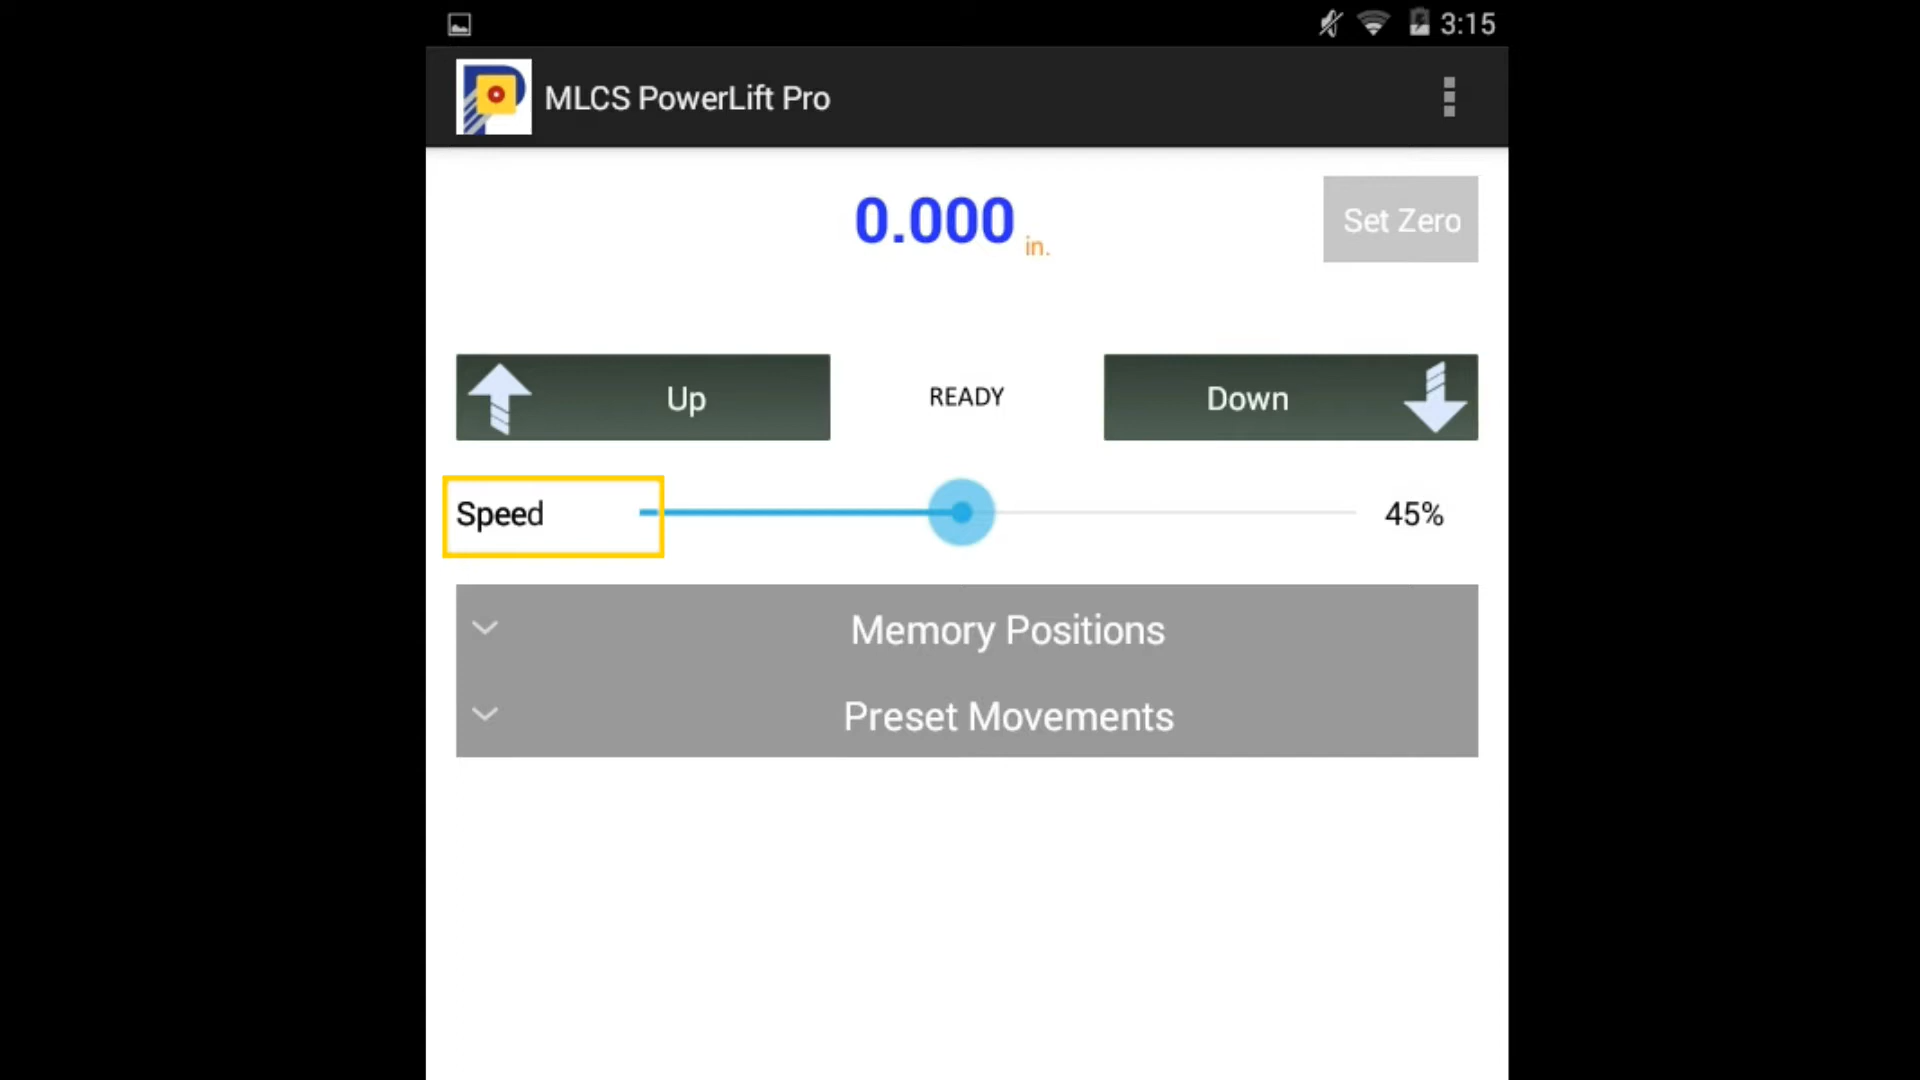 3:15
MLCS PowerLift Pro
0.000 in.
Set Zero
Up
READY
Down
Speed
45%
Memory Positions
Preset Movements